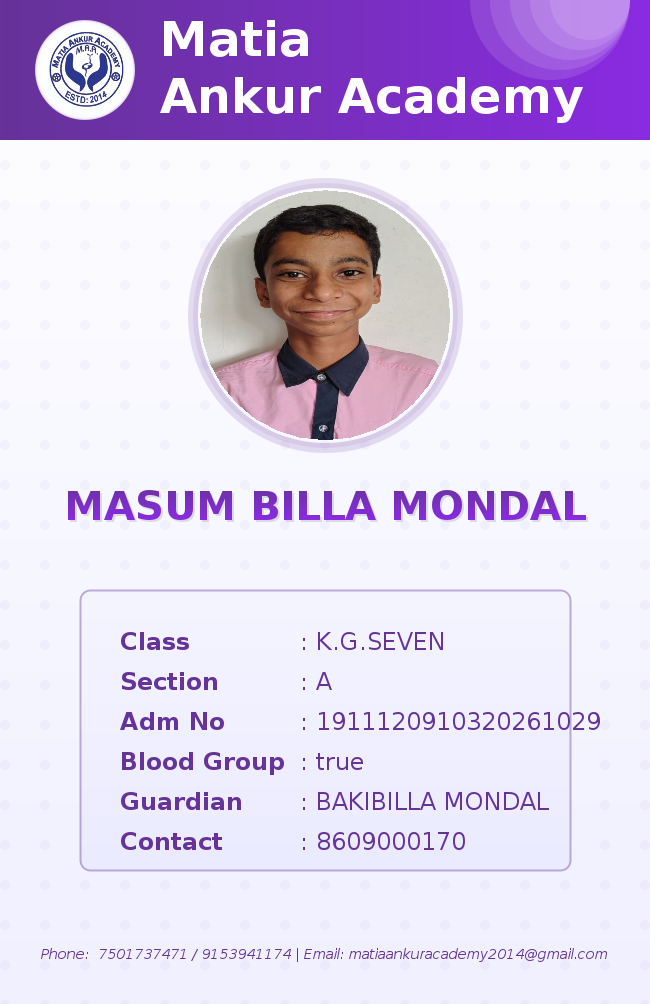 MATIA ANKUR ACADEMY
M.A.A
ESTD: 2014
Matia
Ankur Academy
MASUM BILLA MONDAL
Class : K.G.SEVEN
Section : A
Adm No : 1911120910320261029
Blood Group : true
Guardian : BAKIBILLA MONDAL
Contact : 8609000170
Phone: 7501737471 / 9153941174 | Email: matiaankuracademy2014@gmail.com